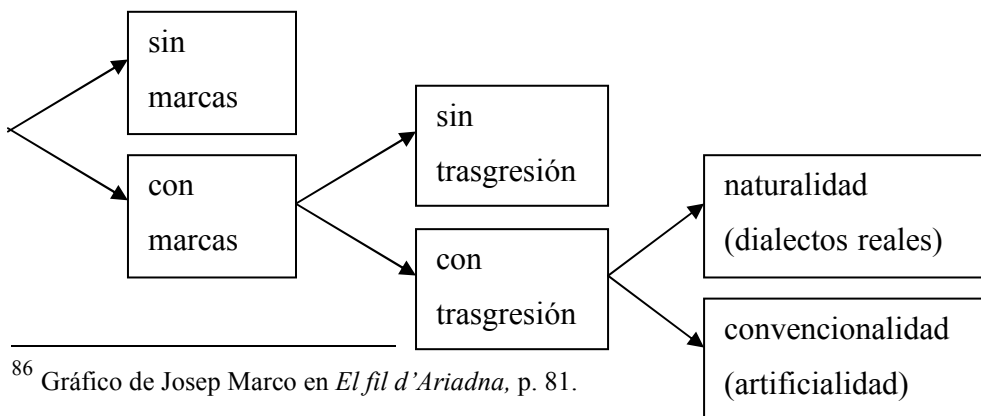 sin
marcas
con
marcas
sin
trasgresión
con
trasgresión
naturalidad
(dialectos reales)
convencionalidad
(artificialidad)
86 Gráfico de Josep Marco en El fil d’Ariadna, p. 81.